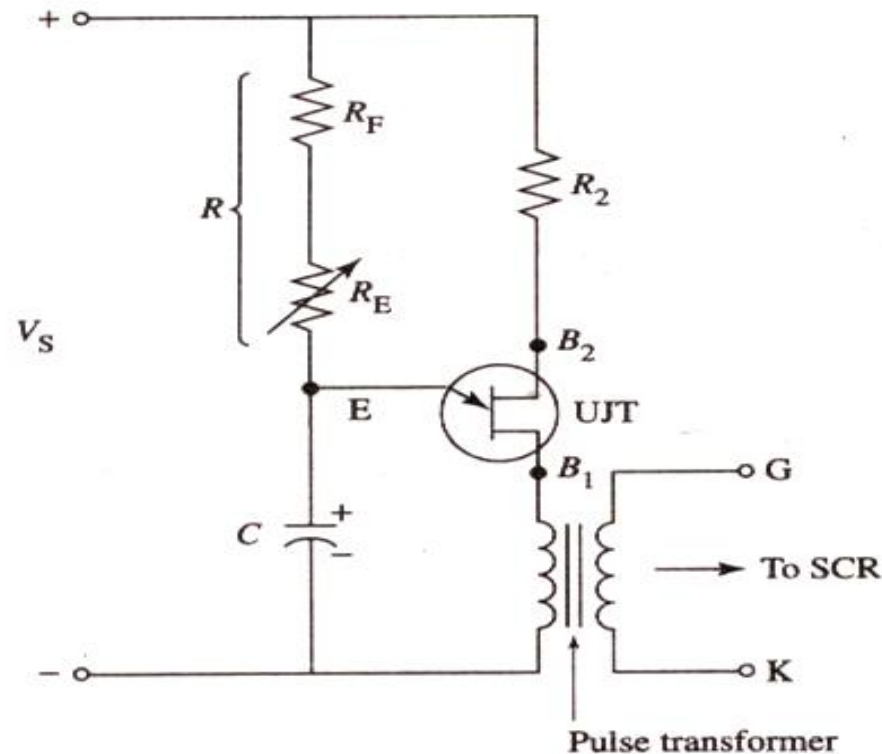 +
R_F
R_2
R
R_E
V_S
B_2
E
UJT
B_1
G
C
+
−
To SCR
−
K
Pulse transformer